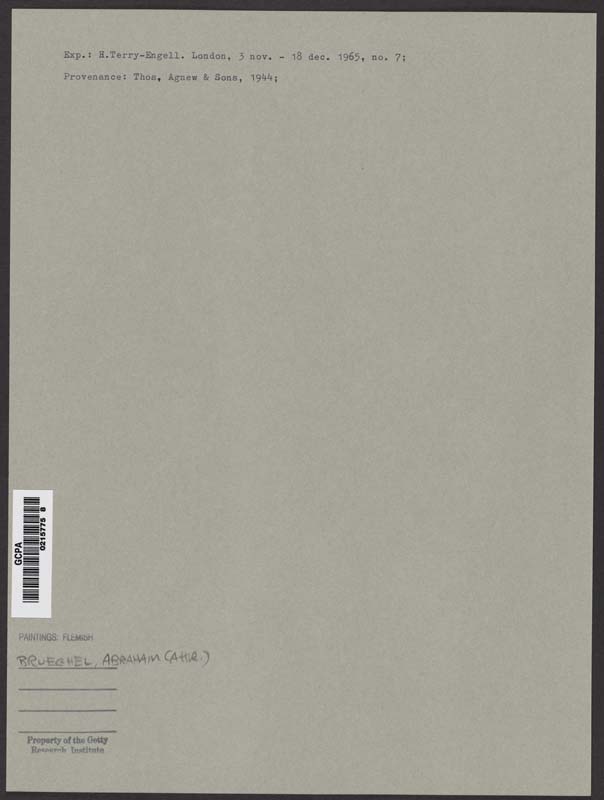 Exp.: H.Terry-Engell. London, 3 nov. - 18 dec. 1965, no. 7;
Provenance: Thos, Agnew & Sons, 1944;
GCPA
0215775 8
PAINTINGS: FLEMISH
BRUEGHEL, ABRAHAM (ATTR.)
Property of the Getty
Research Institute